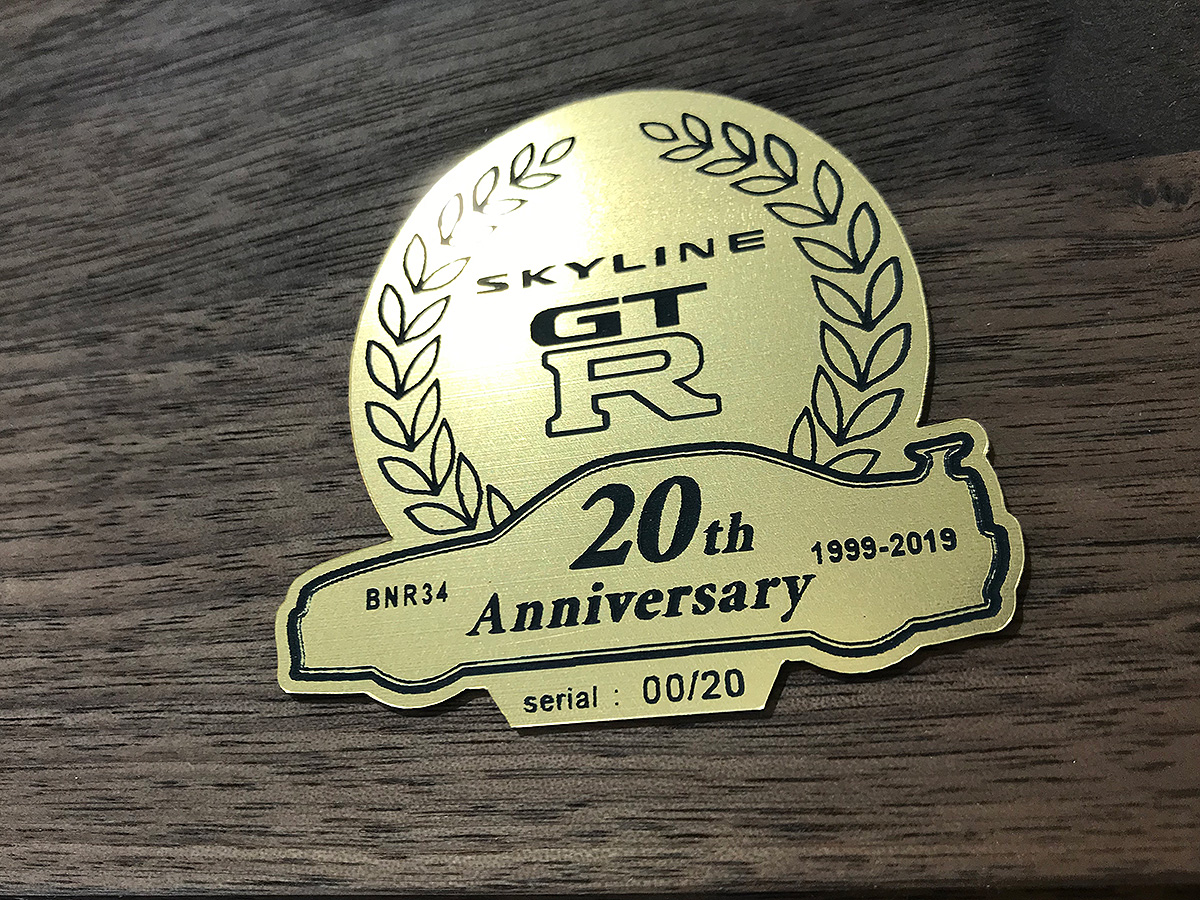 SKYLINE
GT
R
20th
Anniversary
BNR34
1999-2019
serial : 00/20